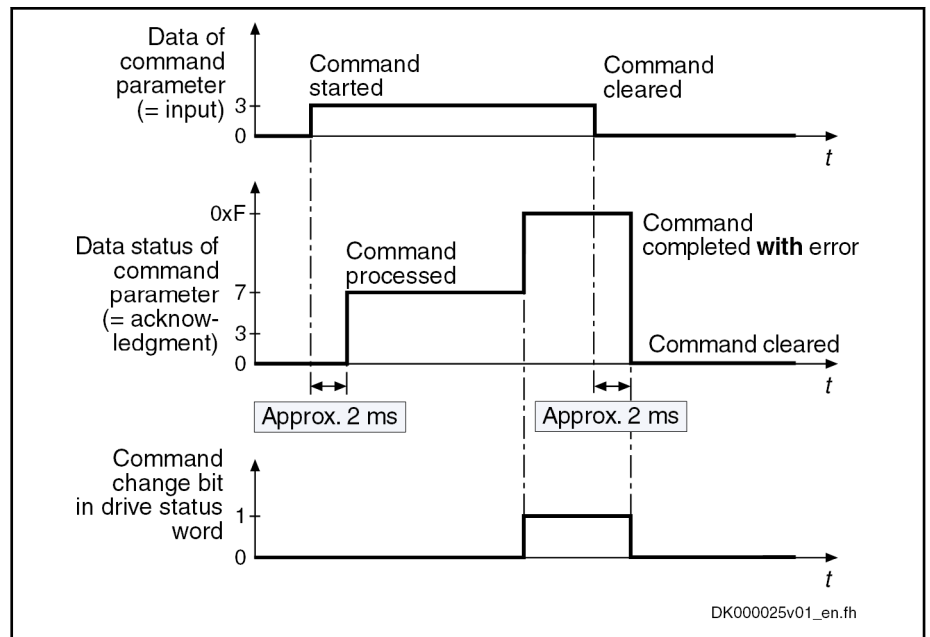 Data of
command
parameter
(= input)
3
0
Command
started
Command
cleared
t
Data status of
command
parameter
(= acknow-
ledgment)
0xF
7
3
0
Command
processed
Command
completed with error
Command cleared
t
Approx. 2 ms
Approx. 2 ms
Command
change bit
in drive status
word
1
0
t
DK000025v01_en.fh